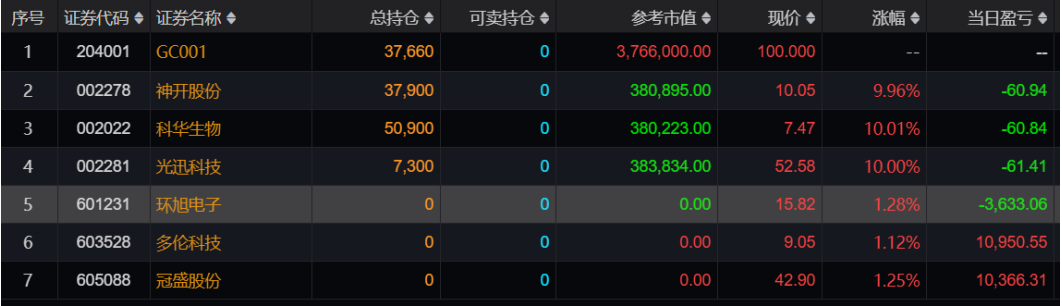 序号 证券代码 证券名称 总持仓 可卖持仓 参考市值 现价 涨幅 当日盈亏
1 204001 GC001 37,660 0 3,766,000.00 100.000 -- --
2 002278 神开股份 37,900 0 380,895.00 10.05 9.96% -60.94
3 002022 科华生物 50,900 0 380,223.00 7.47 10.01% -60.84
4 002281 光迅科技 7,300 0 383,834.00 52.58 10.00% -61.41
5 601231 环旭电子 0 0 0.00 15.82 1.28% -3,633.06
6 603528 多伦科技 0 0 0.00 9.05 1.12% 10,950.55
7 605088 冠盛股份 0 0 0.00 42.90 1.25% 10,366.31